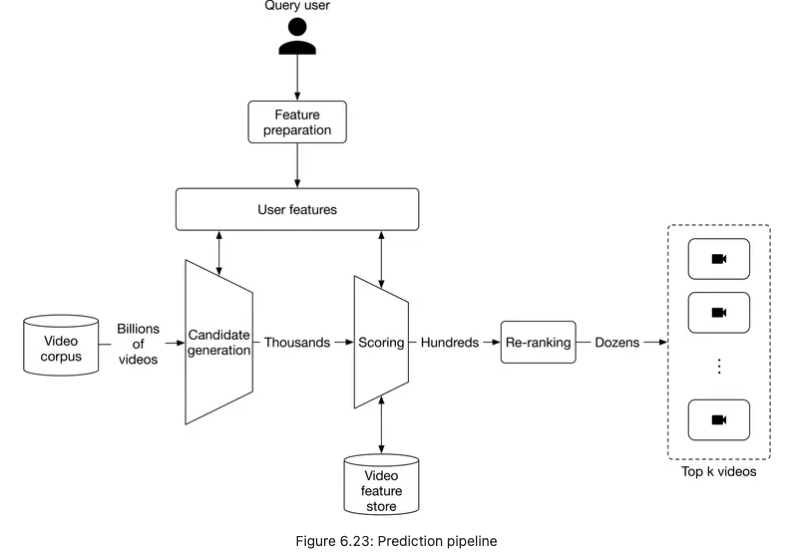 Query user
Feature
preparation
User features
Video
corpus
Billions
of
videos
Candidate
generation
Thousands
Scoring
Hundreds
Re-ranking
Dozens
Top k videos
Video
feature
store
Figure 6.23: Prediction pipeline